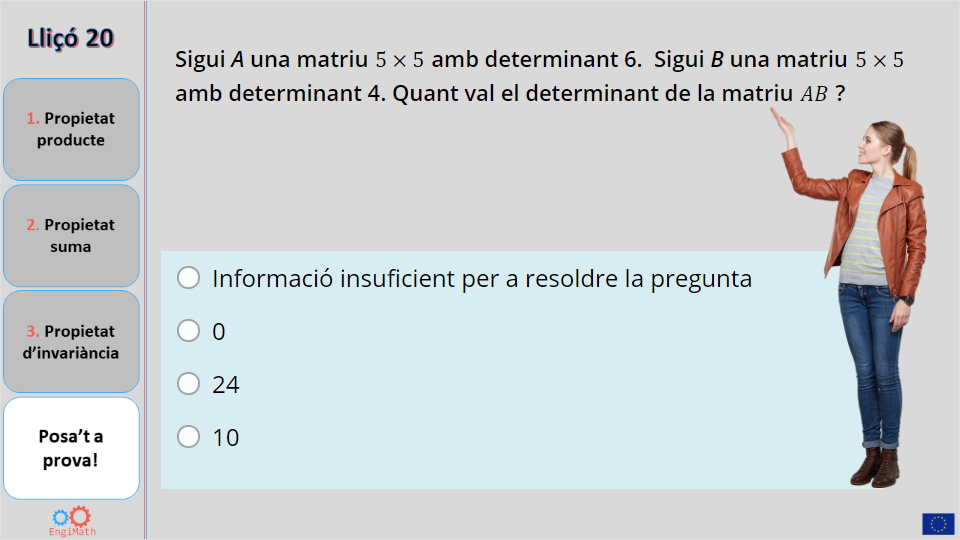 Lliçó 20
1. Propietat
producte
2. Propietat
suma
3. Propietat
d'invariància
Posa't a
prova!
EngiMath
Sigui A una matriu 5 × 5 amb determinant 6. Sigui B una matriu 5 × 5
amb determinant 4. Quant val el determinant de la matriu AB ?
Informació insuficient per a resoldre la pregunta
0
24
10